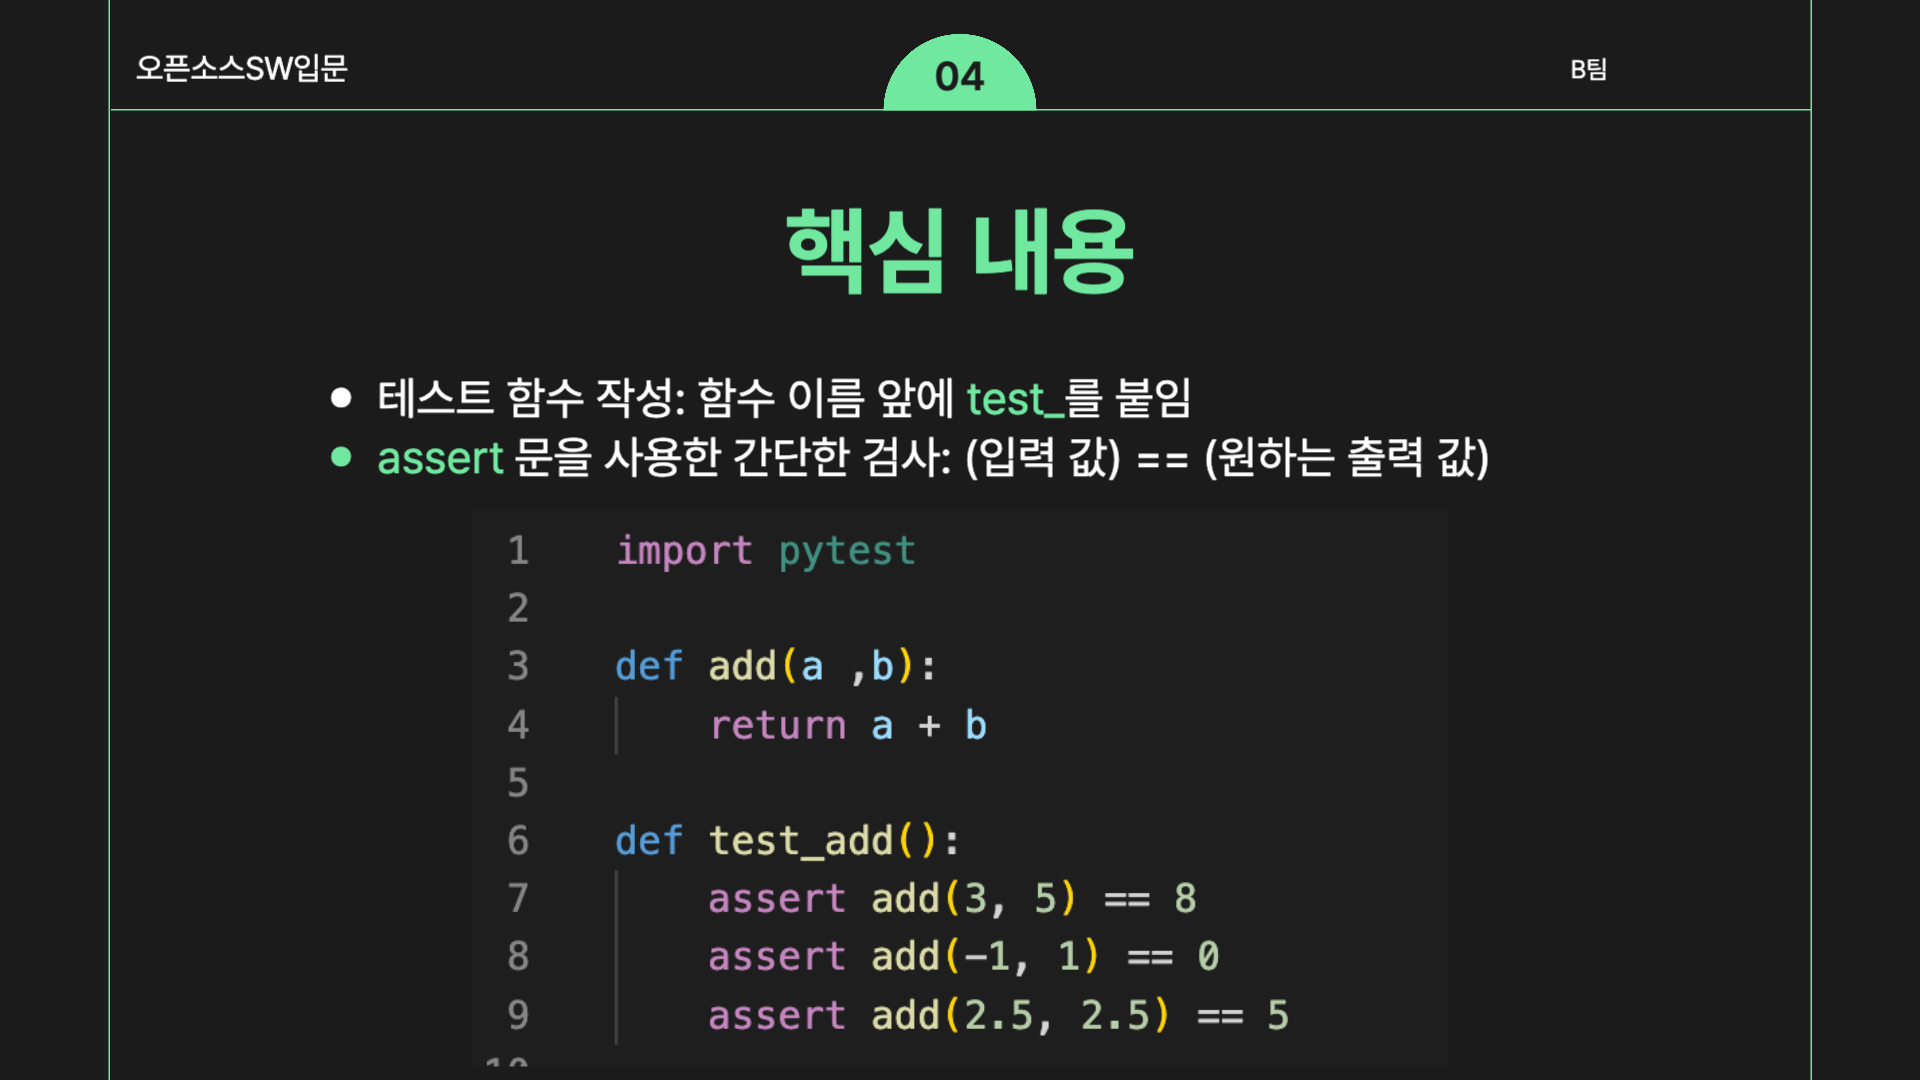 오픈소스SW입문
04
B팀
핵심 내용
● 테스트 함수 작성: 함수 이름 앞에 test_를 붙임
● assert 문을 사용한 간단한 검사: (입력 값) == (원하는 출력 값)
1 import pytest
2
3 def add(a ,b):
4 return a + b
5
6 def test_add():
7 assert add(3, 5) == 8
8 assert add(-1, 1) == 0
9 assert add(2.5, 2.5) == 5
10